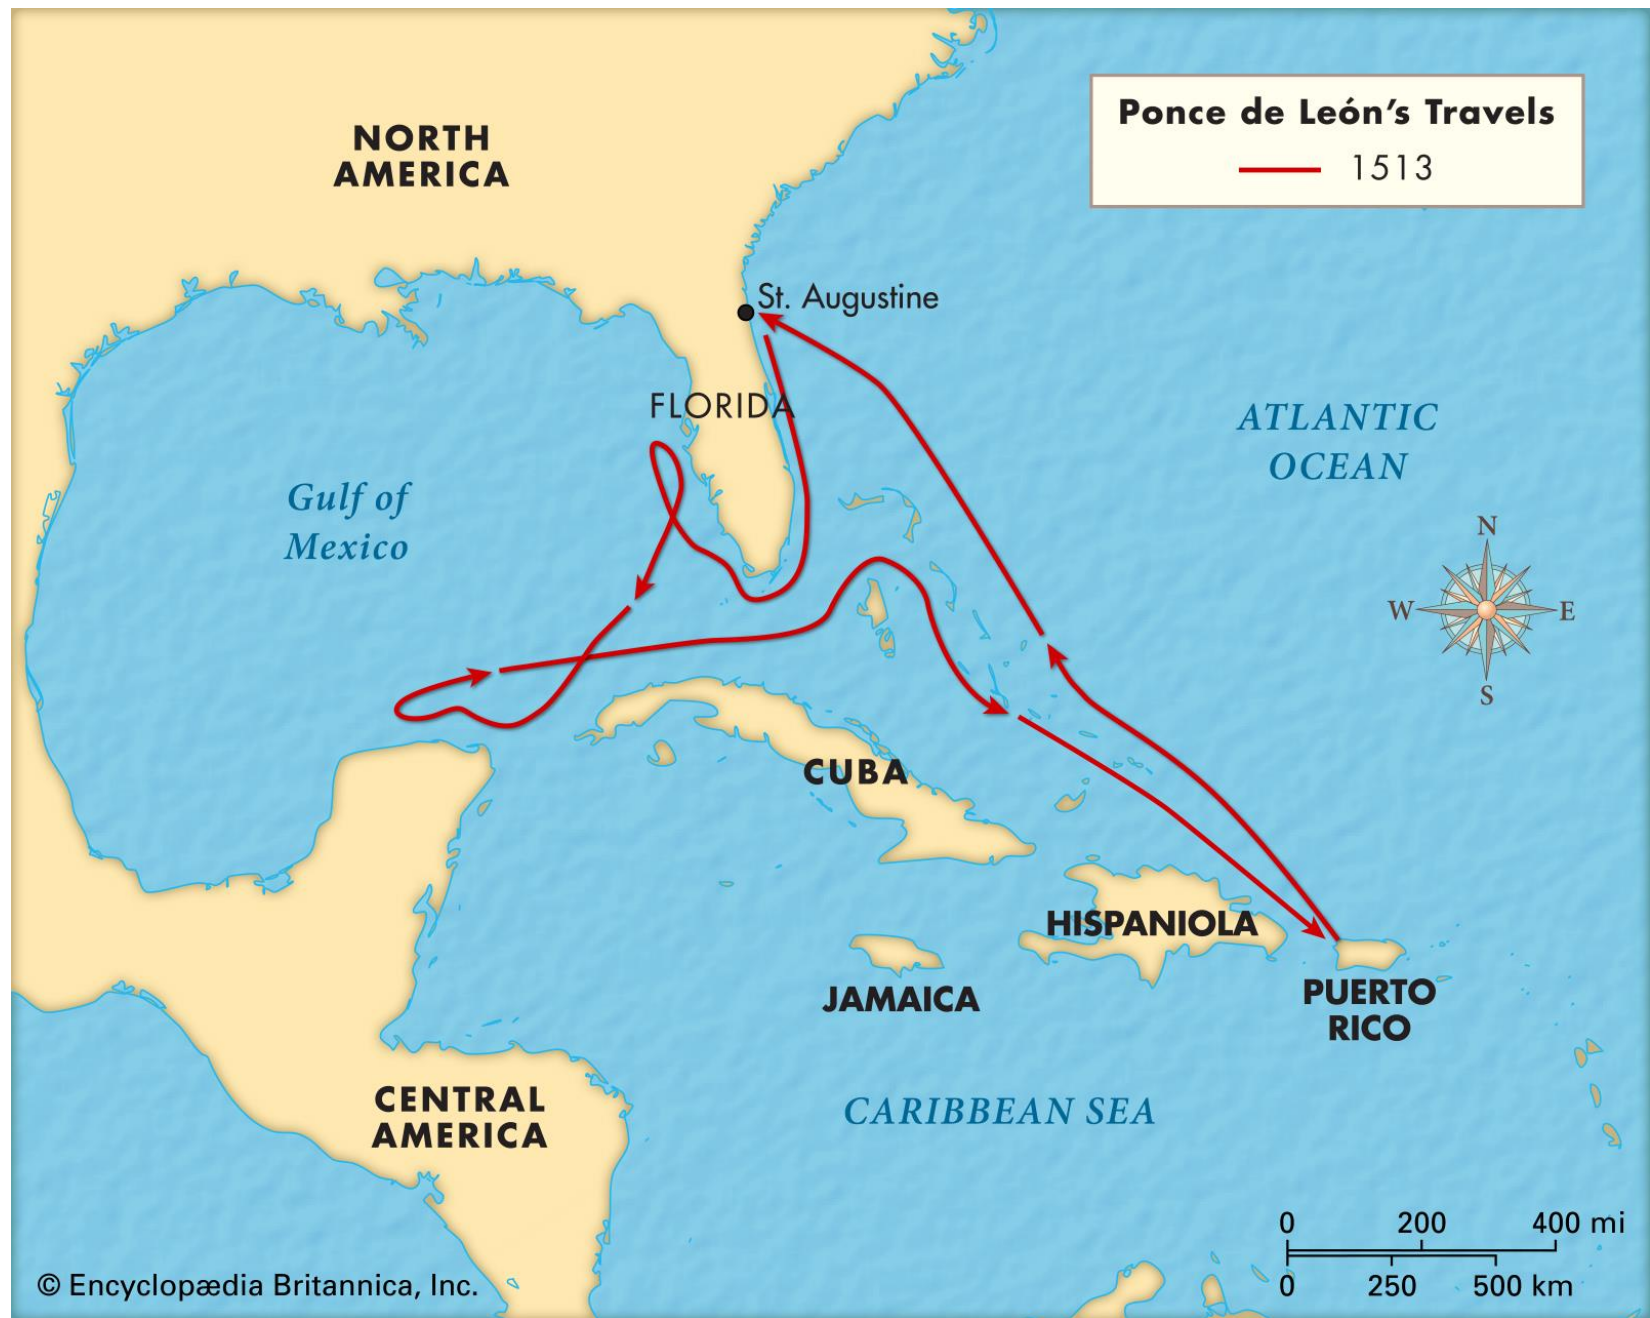 Ponce de León's Travels
1513
NORTH
AMERICA
St. Augustine
FLORIDA
ATLANTIC
OCEAN
Gulf of
Mexico
N
W
E
S
CUBA
HISPANIOLA
JAMAICA
PUERTO
RICO
CENTRAL
AMERICA
CARIBBEAN SEA
0 200 400 mi
0 250 500 km
© Encyclopædia Britannica, Inc.